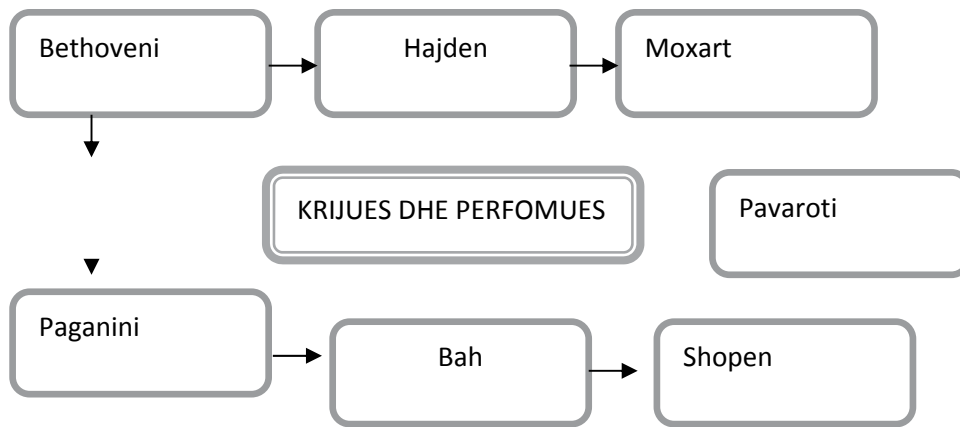 Bethoveni
Hajden
Moxart
KRIJUES DHE PERFOMUES
Pavaroti
Paganini
Bah
Shopen